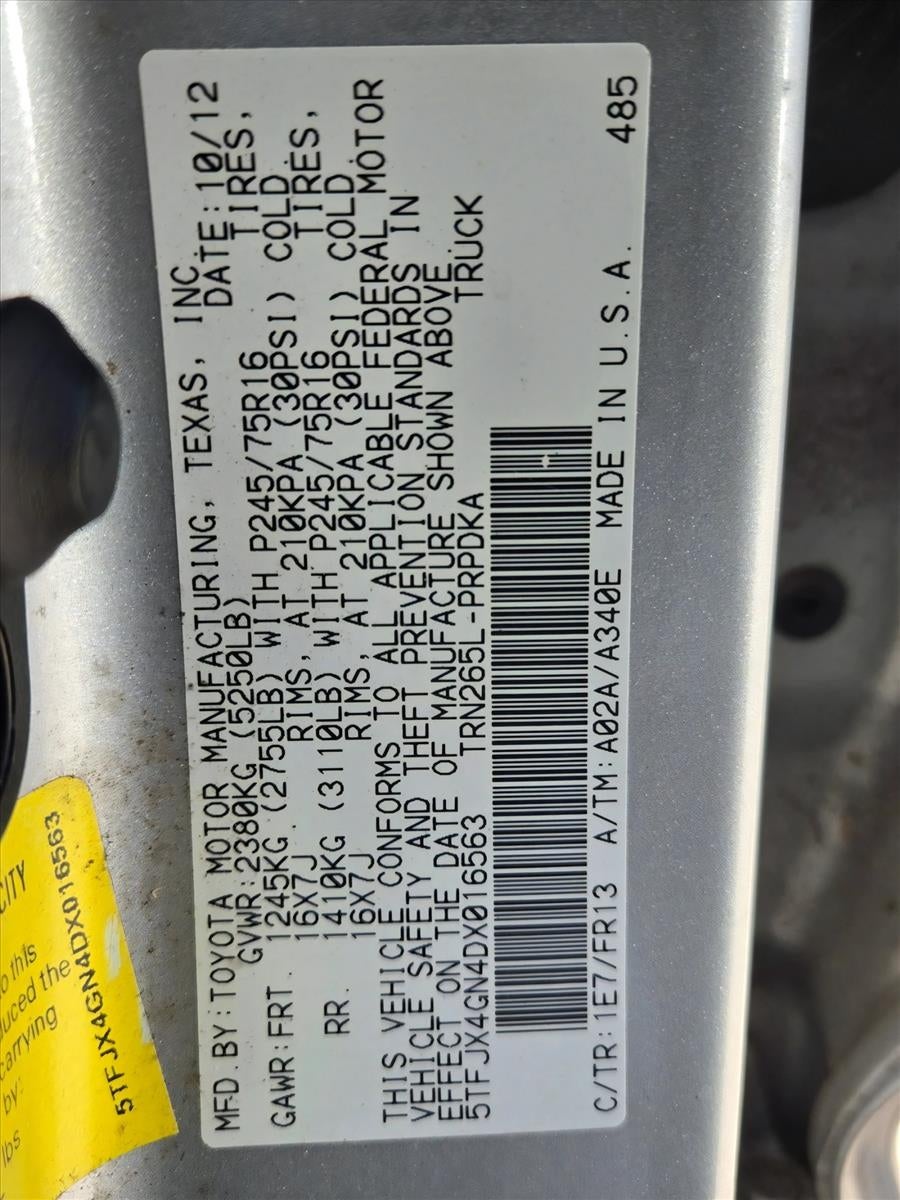 MFD.BY:TOYOTA MOTOR MANUFACTURING, TEXAS, INC.
GVWR:2380KG (5250LB) DATE:10/12
GAWR:FRT. 1245KG (2755LB) WITH P245/75R16 TIRES,
16X7J RIMS, AT 210KPA (30PSI) COLD
RR. 1410KG (3110LB) WITH P245/75R16 TIRES,
16X7J RIMS, AT 210KPA (30PSI) COLD
THIS VEHICLE CONFORMS TO ALL APPLICABLE FEDERAL MOTOR
VEHICLE SAFETY AND THEFT PREVENTION STANDARDS IN
EFFECT ON THE DATE OF MANUFACTURE SHOWN ABOVE.
5TFJX4GN4DX016563 TRN265L-PRPDKA TRUCK
C/TR:1E7/FR13 A/TM:A02A/A340E MADE IN U.S.A. 485
CITY
o this
uced the
carrying
by:
lbs
5TFJX4GN4DX016563